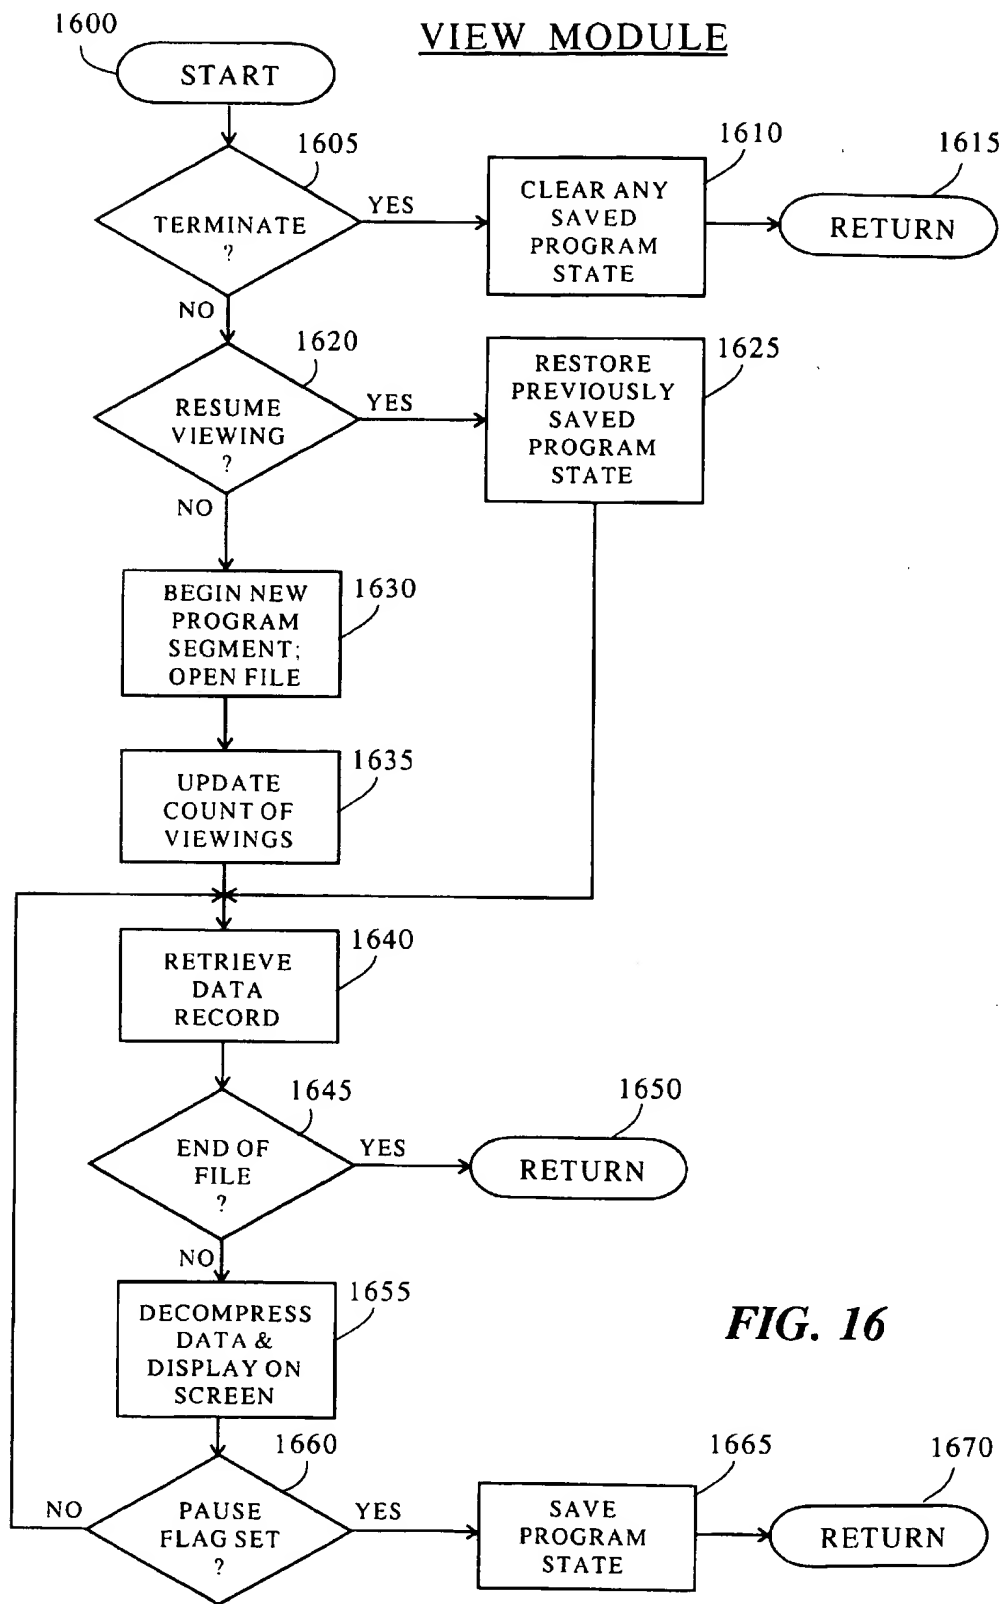 1600
VIEW MODULE
START
1605
TERMINATE
?
YES
1610
CLEAR ANY
SAVED
PROGRAM
STATE
1615
RETURN
NO
1620
RESUME
VIEWING
?
YES
1625
RESTORE
PREVIOUSLY
SAVED
PROGRAM
STATE
NO
1630
BEGIN NEW
PROGRAM
SEGMENT;
OPEN FILE
1635
UPDATE
COUNT OF
VIEWINGS
1640
RETRIEVE
DATA
RECORD
1645
END OF
FILE
?
YES
1650
RETURN
NO
1655
DECOMPRESS
DATA &
DISPLAY ON
SCREEN
FIG. 16
1660
PAUSE
FLAG SET
?
NO
YES
1665
SAVE
PROGRAM
STATE
1670
RETURN